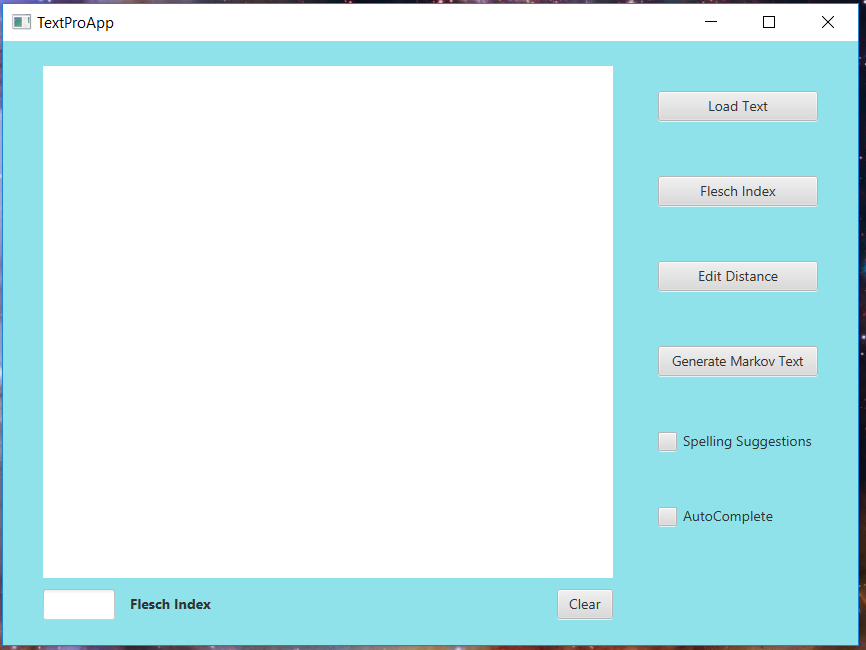 TextProApp
Load Text
Flesch Index
Edit Distance
Generate Markov Text
Spelling Suggestions
AutoComplete
Flesch Index
Clear